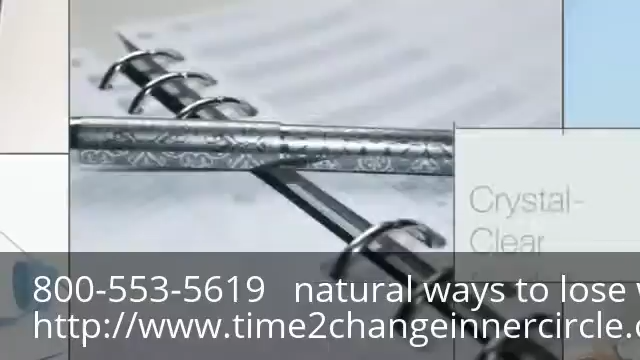 Crystal-
Clear
800-553-5619 natural ways to lose
http://www.time2changeinnercircle.